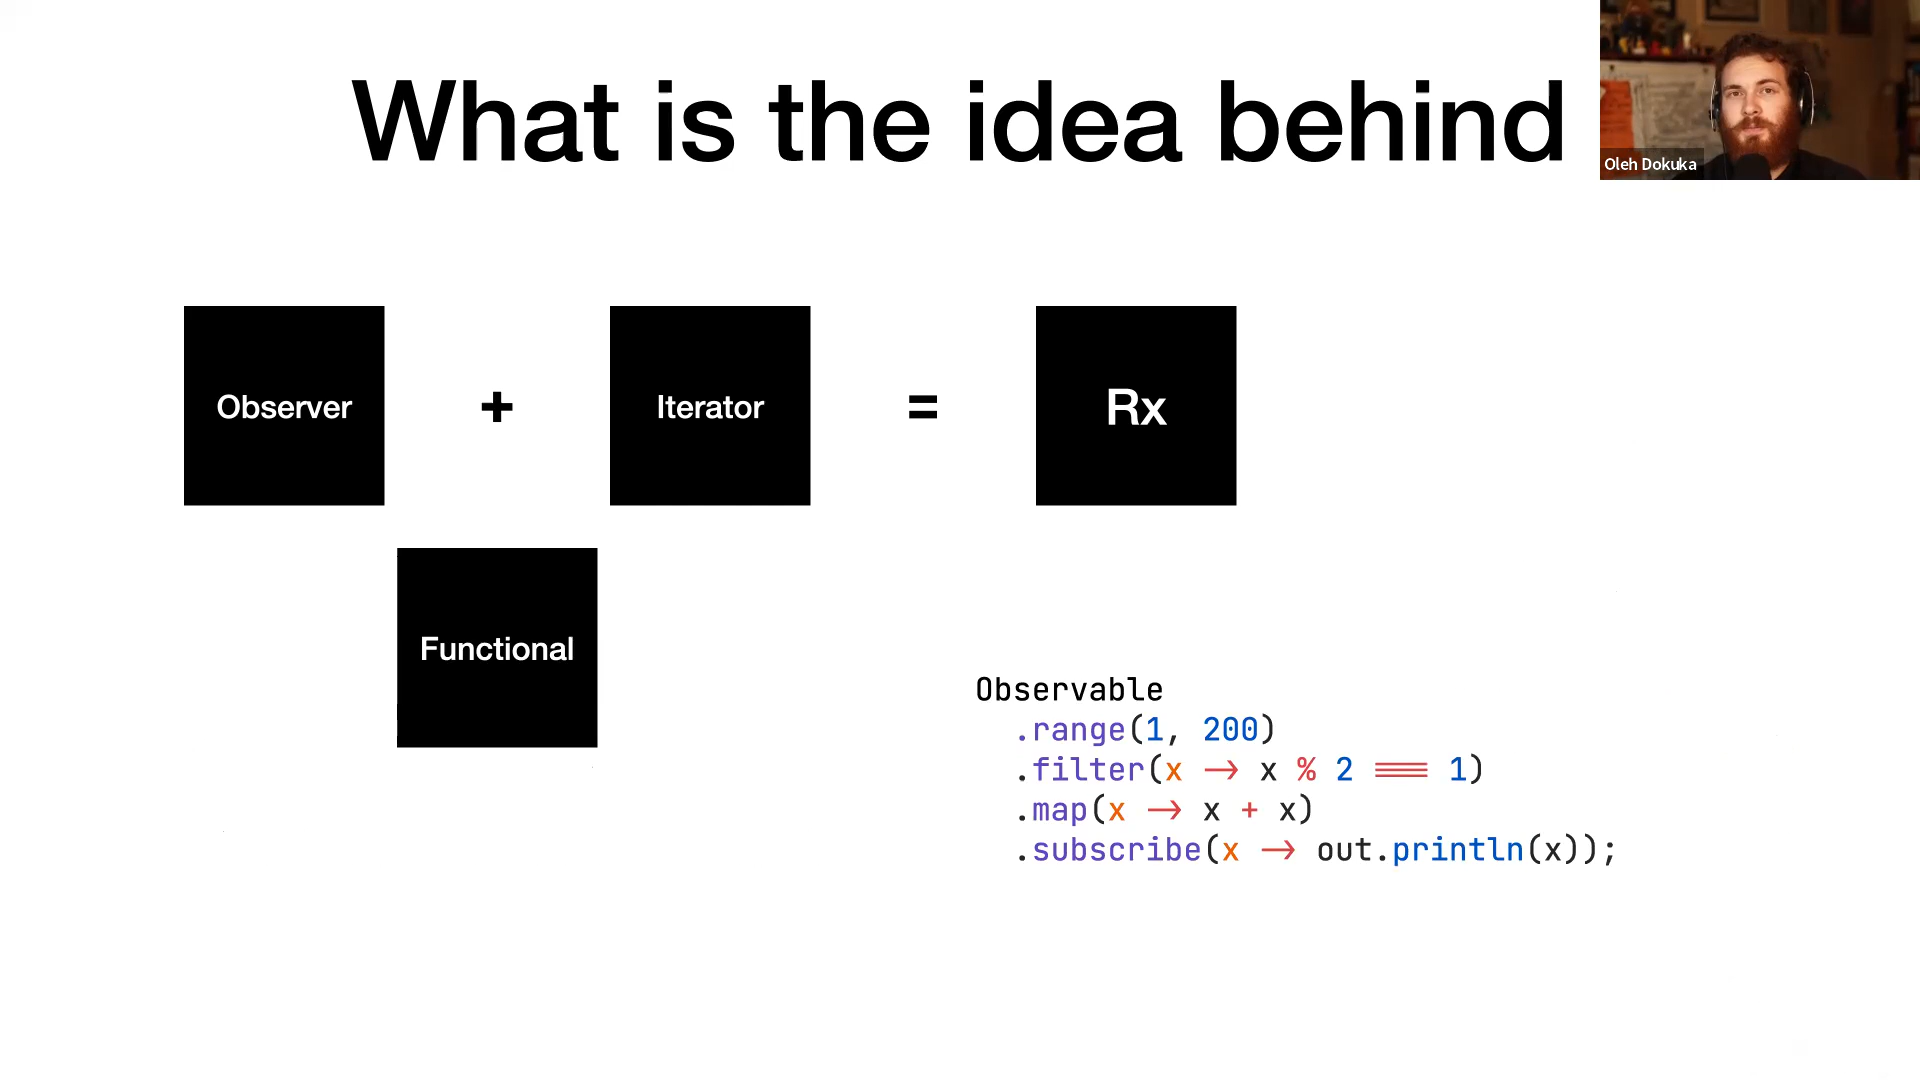 What is the idea behind
Oleh Dokuka
Observer + Iterator = Rx
Functional
Observable
.range(1, 200)
.filter(x -> x % 2 === 1)
.map(x -> x + x)
.subscribe(x -> out.println(x));